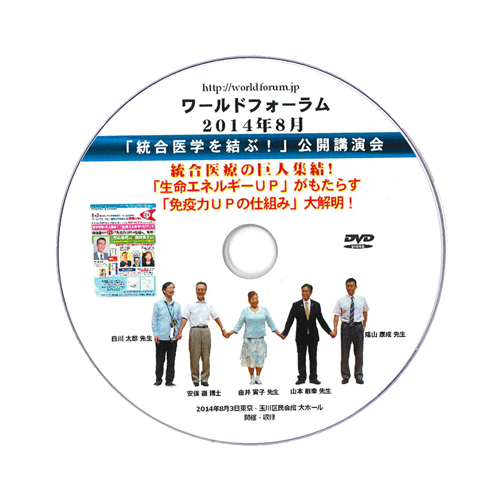 http://worldforum.jp
ワールドフォーラム
2014年8月
「統合医学を結ぶ！」公開講演会
統合医療の巨人集結！
「生命エネルギーＵＰ」がもたらす
「免疫力ＵＰの仕組み」大解明！
DVD
白川 太郎 先生
安保 徹 博士
由井 寅子 先生
山本 敏幸 先生
陰山 康成 先生
2014年8月3日東京・玉川区民会館 大ホール
開催・収録